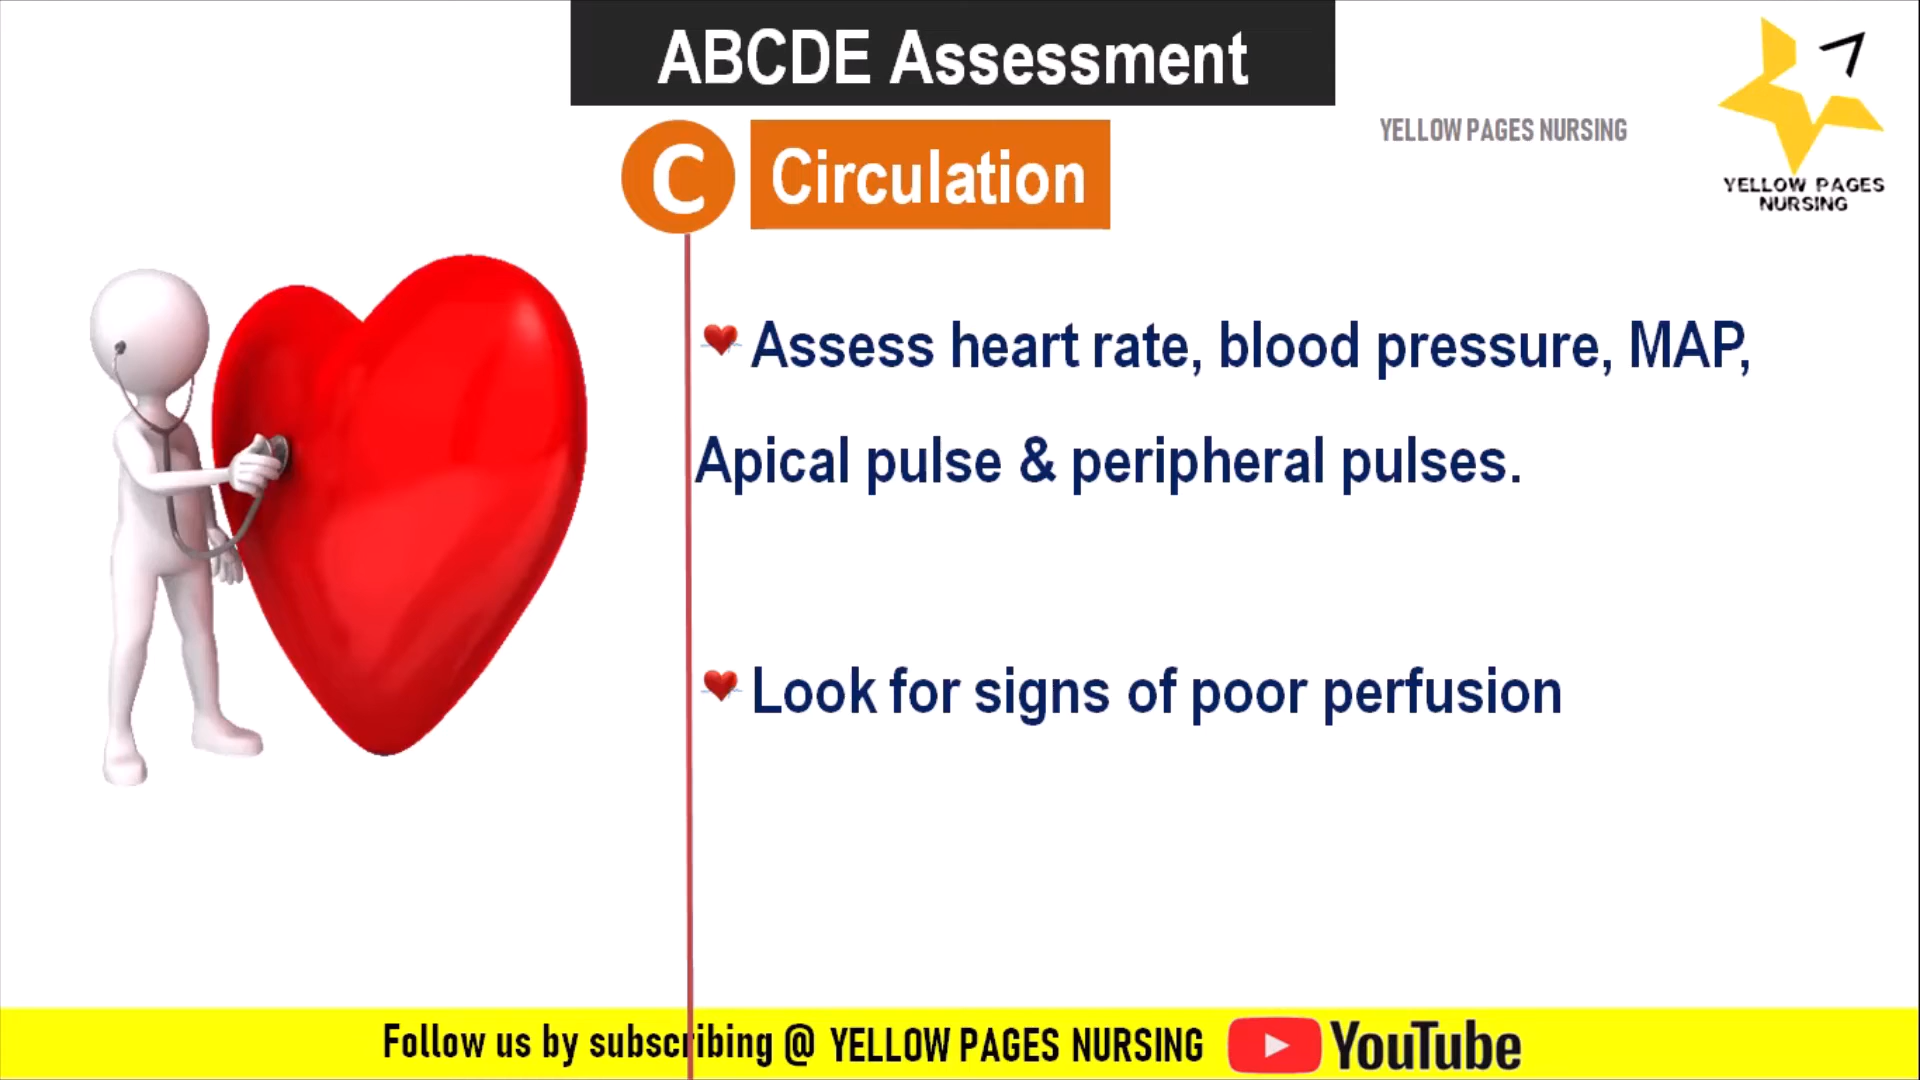 ABCDE Assessment
YELLOW PAGES NURSING
YELLOW PAGES
NURSING
C Circulation
Assess heart rate, blood pressure, MAP,
Apical pulse & peripheral pulses.
Look for signs of poor perfusion
Follow us by subscribing @ YELLOW PAGES NURSING YouTube